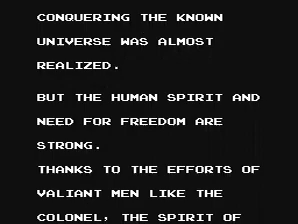 CONQUERING THE KNOWN
UNIVERSE WAS ALMOST
REALIZED.
BUT THE HUMAN SPIRIT AND
NEED FOR FREEDOM ARE
STRONG.
THANKS TO THE EFFORTS OF
VALIANT MEN LIKE THE
COLONEL, THE SPIRIT OF